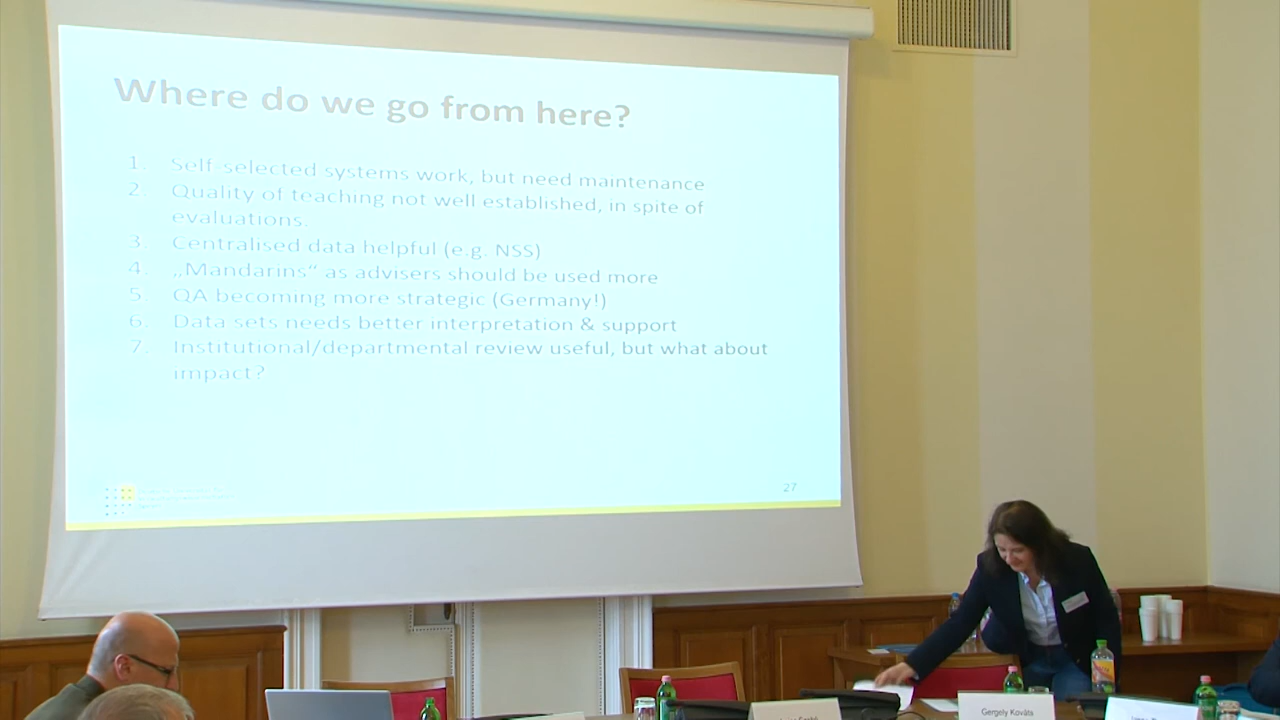 Where do we go from here?
1. Self-selected systems work, but need maintenance
2. Quality of teaching not well established, in spite of
evaluations.
3. Centralised data helpful (e.g. NSS)
4. „Mandarins“ as advisers should be used more
5. QA becoming more strategic (Germany!)
6. Data sets needs better interpretation & support
7. Institutional/departmental review useful, but what about
impact?
27
Gergely Kováts